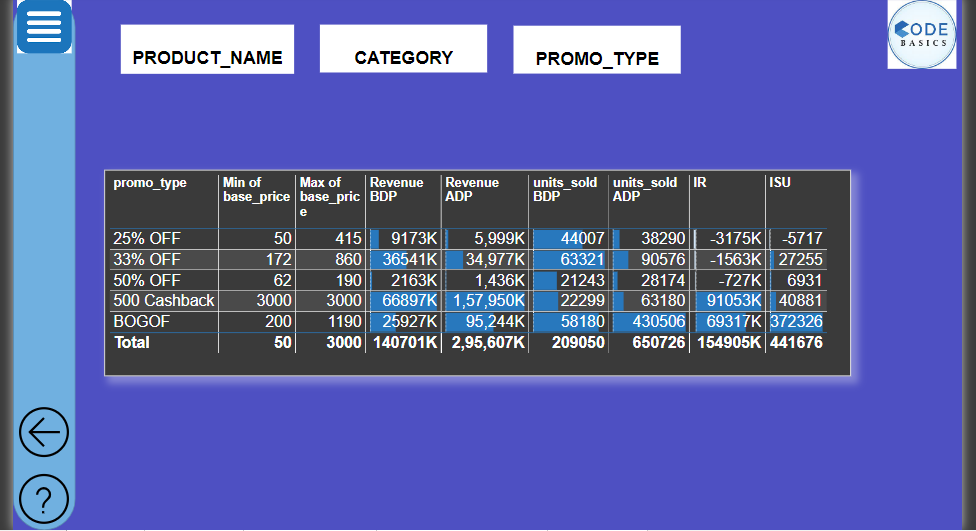 PRODUCT_NAME CATEGORY PROMO_TYPE
CODE
BASICS
promo_type Min of base_price Max of base_price Revenue BDP Revenue ADP units_sold BDP units_sold ADP IR ISU
25% OFF 50 415 9173K 5,999K 44007 38290 -3175K -5717
33% OFF 172 860 36541K 34,977K 63321 90576 -1563K 27255
50% OFF 62 190 2163K 1,436K 21243 28174 -727K 6931
500 Cashback 3000 3000 66897K 1,57,950K 22299 63180 91053K 40881
BOGOF 200 1190 25927K 95,244K 58180 430506 69317K 372326
Total 50 3000 140701K 2,95,607K 209050 650726 154905K 441676
?